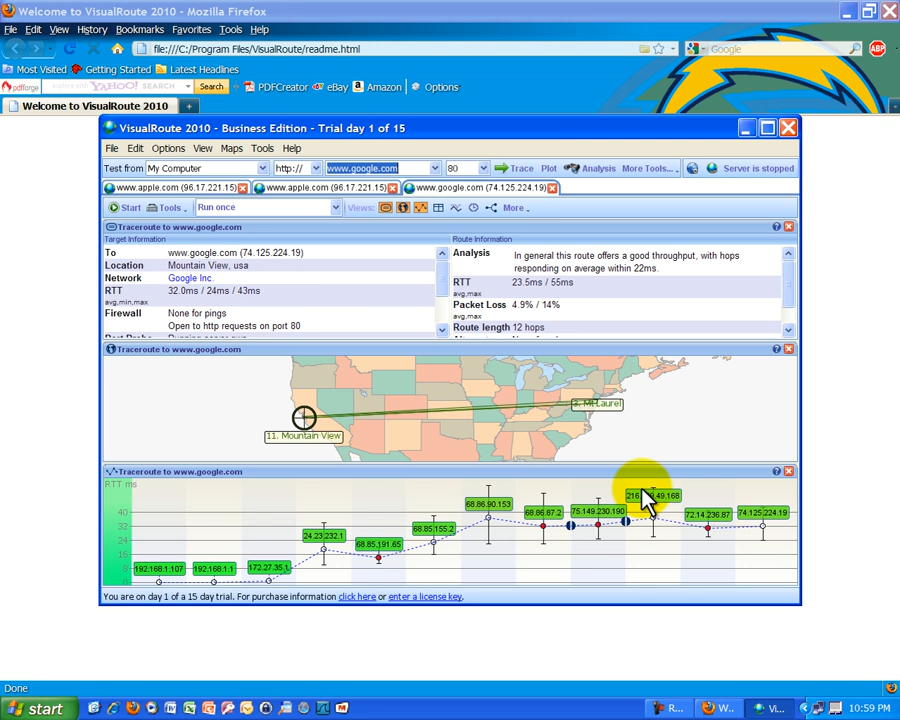 Welcome to VisualRoute 2010 - Mozilla Firefox
File Edit View History Bookmarks Favorites Tools Help
file:///C:/Program Files/VisualRoute/readme.html
Google
ABP
Most Visited Getting Started Latest Headlines
pdfforge YAHOO! SEARCH Search PDFCreator eBay Amazon Options
Welcome to VisualRoute 2010
VisualRoute 2010 - Business Edition - Trial day 1 of 15
File Edit Options View Maps Tools Help
Test from My Computer http:// www.google.com 80 Trace Plot Analysis More Tools... Server is stopped
www.apple.com (96.17.221.15) www.apple.com (96.17.221.15) www.google.com (74.125.224.19)
Start Tools Run once Views: More
Traceroute to www.google.com
Target Information
To www.google.com (74.125.224.19)
Location Mountain View, usa
Network Google Inc.
RTT 32.0ms / 24ms / 43ms
avg,min,max
Firewall None for pings
Open to http requests on port 80
Route Information
Analysis In general this route offers a good throughput, with hops
responding on average within 22ms.
RTT 23.5ms / 55ms
avg,max
Packet Loss 4.9% / 14%
avg,max
Route length 12 hops
Traceroute to www.google.com
3. Mt Laurel
11. Mountain View
Traceroute to www.google.com
RTT ms
40
32
24
16
8
0
192.168.1.107
192.168.1.1
172.27.35.1
24.23.232.1
68.85.191.65
68.85.155.2
68.86.90.153
68.86.87.2
75.149.230.190
72.14.236.87
74.125.224.19
You are on day 1 of a 15 day trial. For purchase information click here or enter a license key.
Done
start R... W... Vi... 10:59 PM